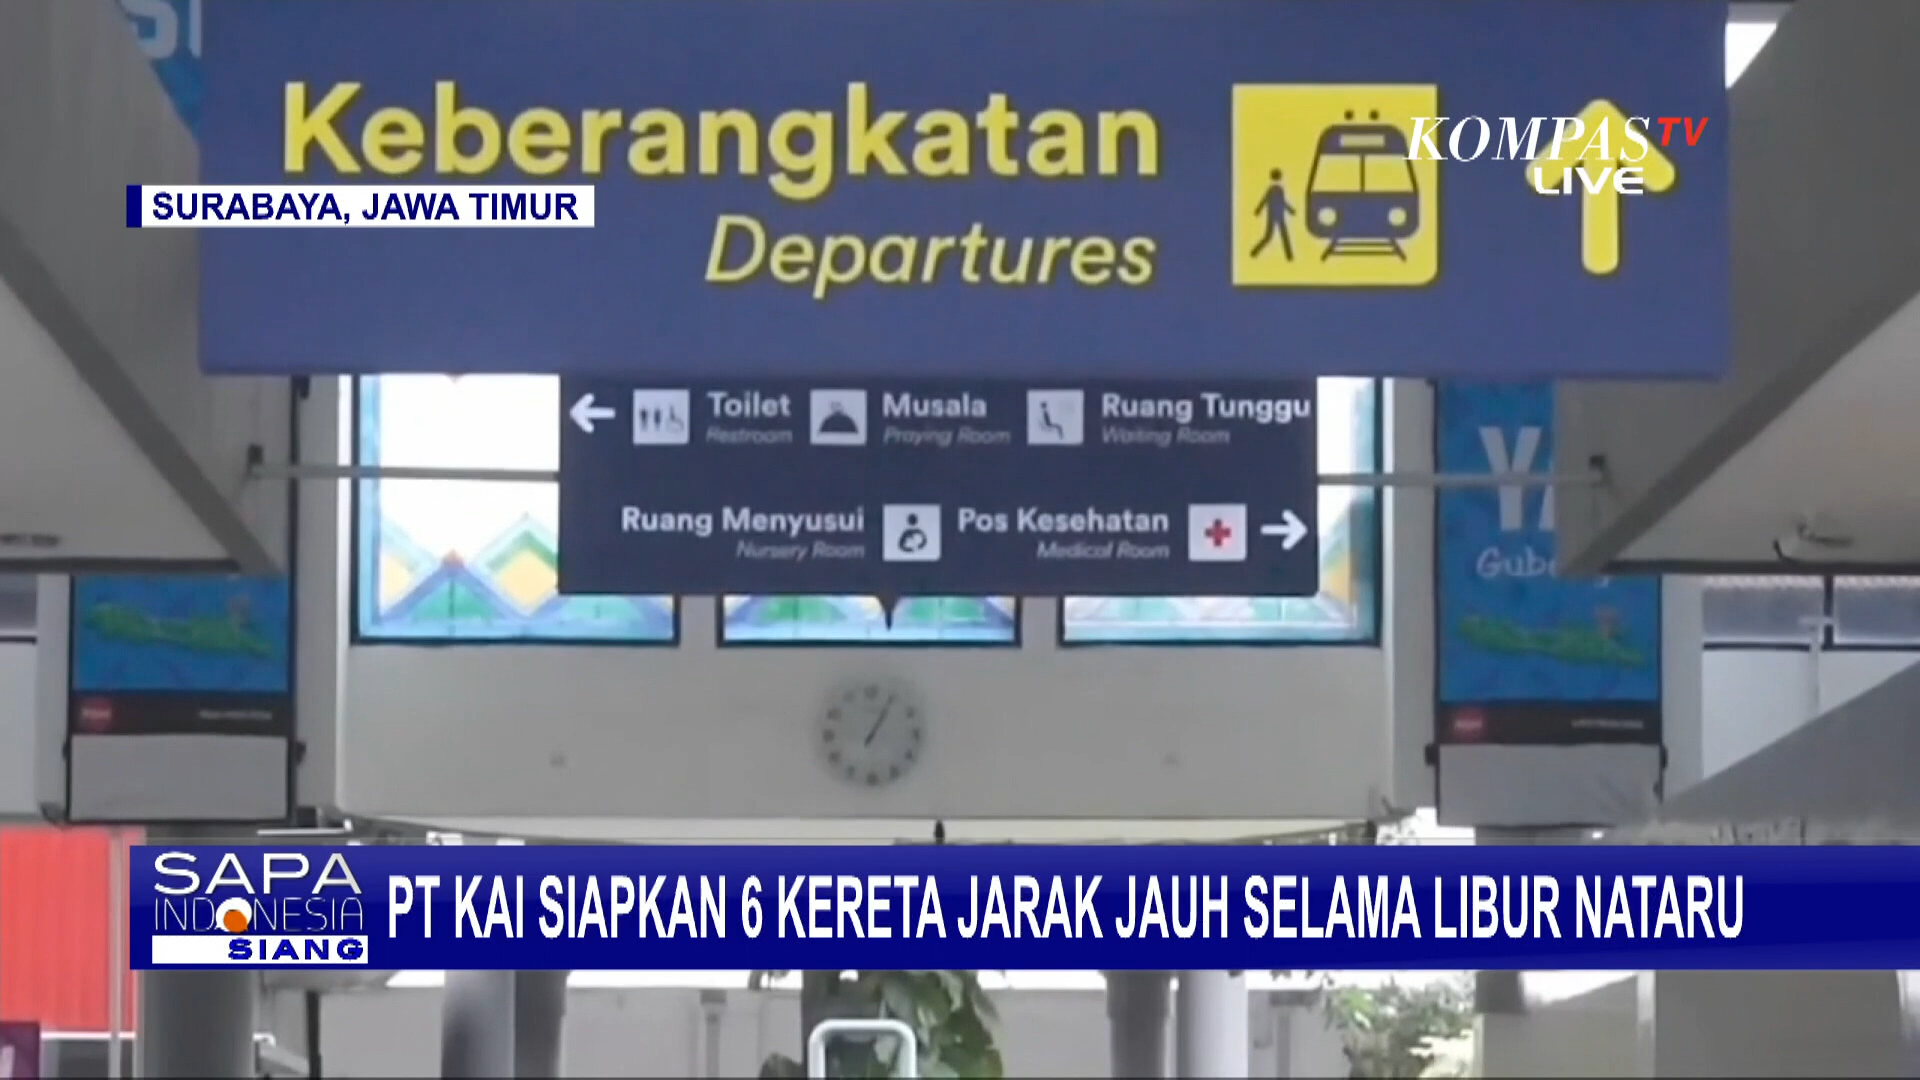 Keberangkatan
Departures
KOMPAS TV
LIVE
SURABAYA, JAWA TIMUR
Toilet
Restroom
Musala
Praying Room
Ruang Tunggu
Waiting Room
Ruang Menyusui
Nursery Room
Pos Kesehatan
Medical Room
SAPA
INDONESIA
SIANG
PT KAI SIAPKAN 6 KERETA JARAK JAUH SELAMA LIBUR NATARU